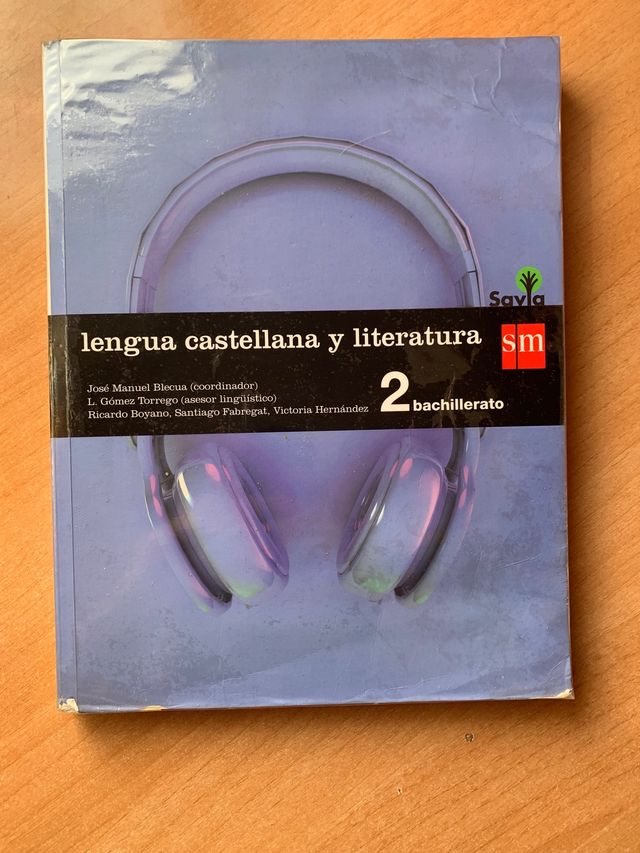 Savia
lengua castellana y literatura
sm
José Manuel Blecua (coordinador)
L. Gómez Torrego (asesor lingüístico)
Ricardo Boyano, Santiago Fabregat, Victoria Hernández
2 bachillerato